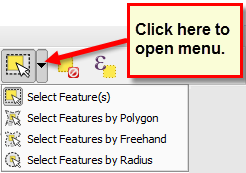 Click here to
open menu.
ε
Select Feature(s)
Select Features by Polygon
Select Features by Freehand
Select Features by Radius